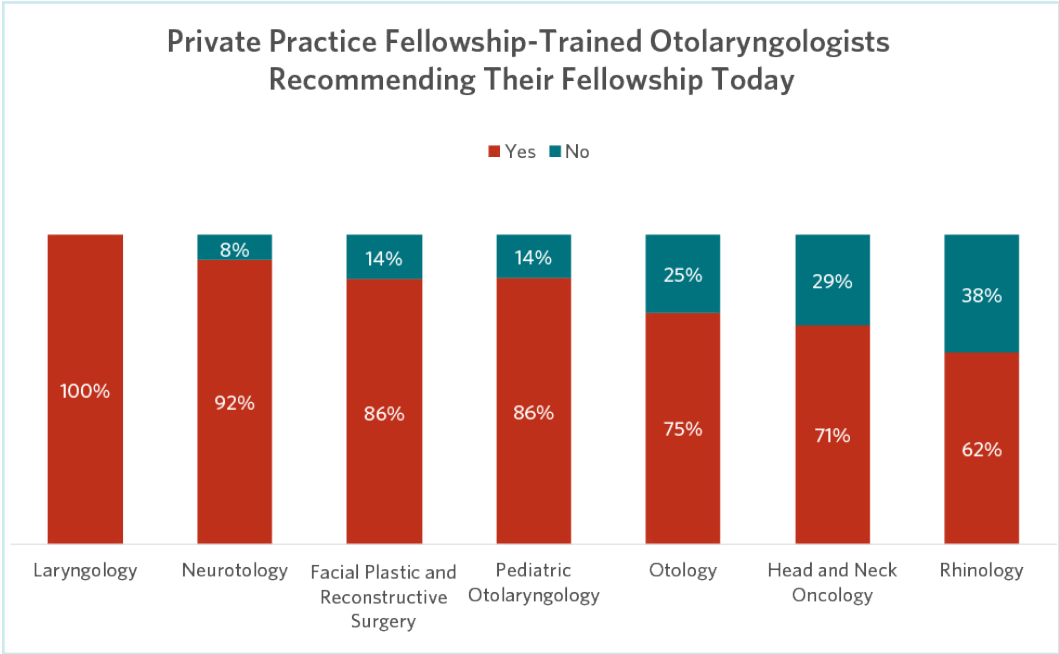 Private Practice Fellowship-Trained Otolaryngologists
Recommending Their Fellowship Today
Yes No
8%
14%
14%
25%
29%
38%
100%
92%
86%
86%
75%
71%
62%
Laryngology
Neurotology
Facial Plastic and
Reconstructive
Surgery
Pediatric
Otolaryngology
Otology
Head and Neck
Oncology
Rhinology